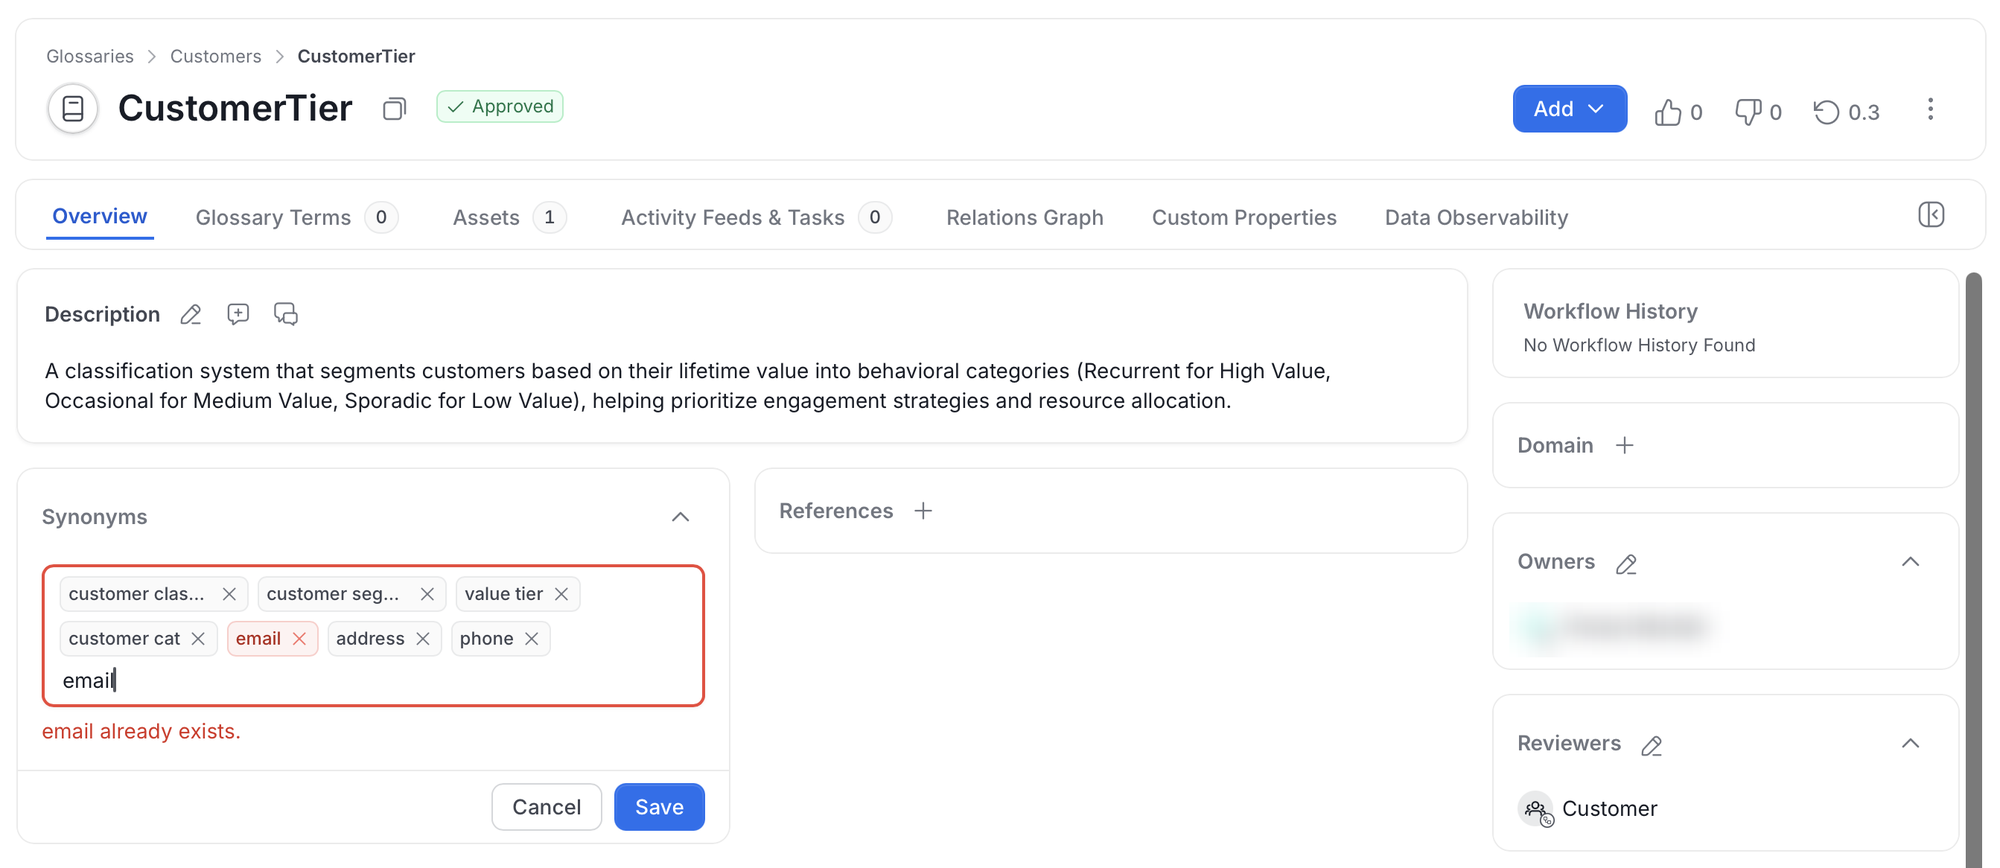 Glossaries > Customers > CustomerTier
CustomerTier
Approved
Add
0
0
0.3
Overview
Glossary Terms 0
Assets 1
Activity Feeds & Tasks 0
Relations Graph
Custom Properties
Data Observability
Description
A classification system that segments customers based on their lifetime value into behavioral categories (Recurrent for High Value,
Occasional for Medium Value, Sporadic for Low Value), helping prioritize engagement strategies and resource allocation.
Synonyms
customer clas...
customer seg...
value tier
customer cat
email
address
phone
email
email already exists.
Cancel
Save
References
Workflow History
No Workflow History Found
Domain
Owners
Reviewers
Customer